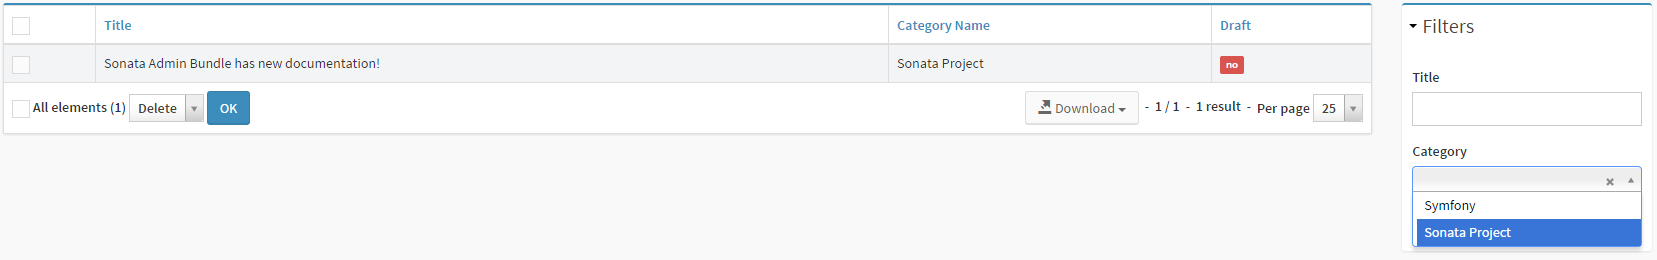 Title Category Name Draft
Sonata Admin Bundle has new documentation! Sonata Project no
All elements (1) Delete OK Download - 1 / 1 - 1 result - Per page 25
Filters
Title
Category
Symfony
Sonata Project